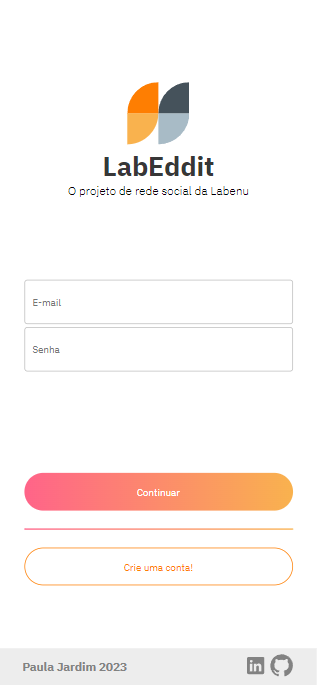 LabEddit
O projeto de rede social da Labenu
E-mail
Senha
Continuar
Crie uma conta!
Paula Jardim 2023